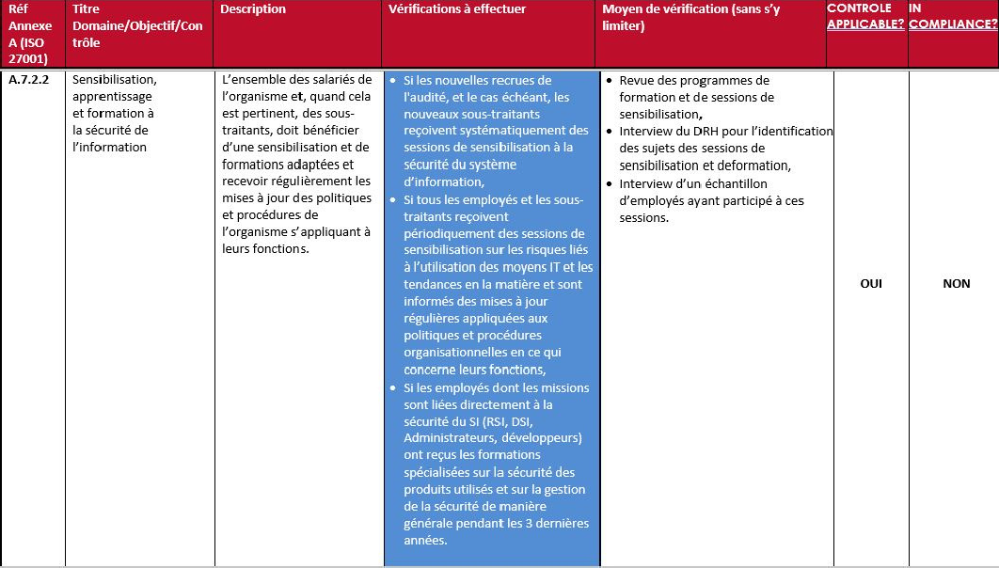 Réf
Annexe
A (ISO
27001)
Titre
Domaine/Objectif/Con
trôle
Description
Vérifications à effectuer
Moyen de vérification (sans s’y
limiter)
CONTROLE
APPLICABLE?
IN
COMPLIANCE?
A.7.2.2
Sensibilisation,
apprentissage
et formation à
la sécurité de
l’information
L’ensemble des salariés de
l’organisme et, quand cela
est pertinent, des sous-
traitants, doit bénéficier
d’une sensibilisation et de
formations adaptées et
recevoir régulièrement les
mises à jour des politiques
et procédures de
l’organisme s’appliquant à
leurs fonctions.
• Si les nouvelles recrues de
l'audité, et le cas échéant, les
nouveaux sous-traitants
reçoivent systématiquement des
sessions de sensibilisation à la
sécurité du système
d’information,
• Si tous les employés et les sous-
traitants reçoivent
périodiquement des sessions de
sensibilisation sur les risques liés
à l’utilisation des moyens IT et les
tendances en la matière et sont
informés des mises à jour
régulières appliquées aux
politiques et procédures
organisationnelles en ce qui
concerne leurs fonctions,
• Si les employés dont les missions
sont liées directement à la
sécurité du SI (RSI, DSI,
Administrateurs, développeurs)
ont reçus les formations
spécialisées sur la sécurité des
produits utilisés et sur la gestion
de la sécurité de manière
générale pendant les 3 dernières
années.
• Revue des programmes de
formation et de sessions de
sensibilisation,
• Interview du DRH pour l’identification
des sujets des sessions de
sensibilisation et deformation,
• Interview d’un échantillon
d’employés ayant participé à ces
sessions.
OUI
NON